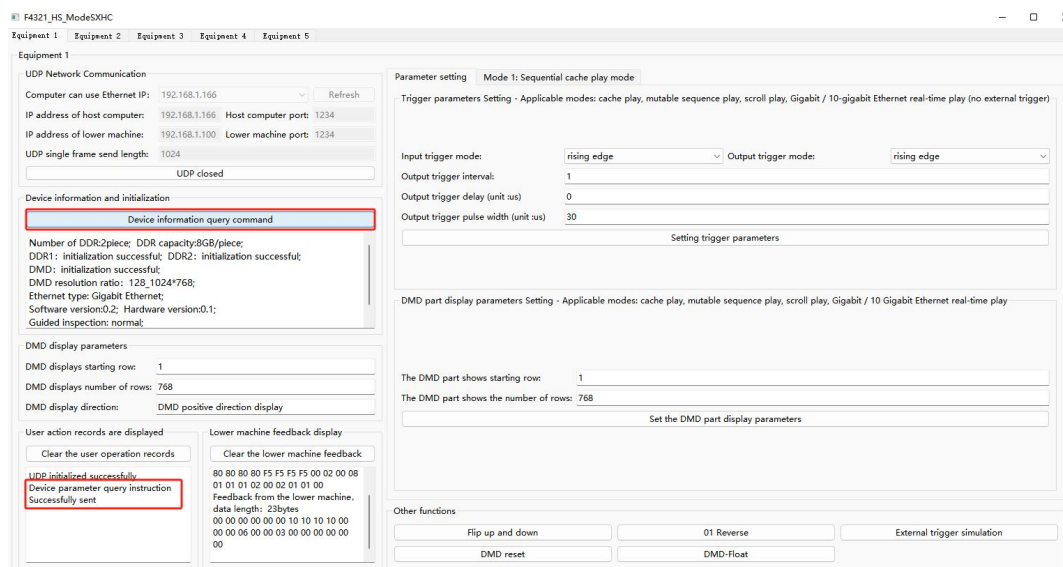 F4321_HS_ModeSXHC
Equipment 1 Equipment 2 Equipment 3 Equipment 4 Equipment 5
Equipment 1
UDP Network Communication
Computer can use Ethernet IP: 192.168.1.166 Refresh
IP address of host computer: 192.168.1.166 Host computer port: 1234
IP address of lower machine: 192.168.1.100 Lower machine port: 1234
UDP single frame send length: 1024
UDP closed
Device information and initialization
Device information query command
Number of DDR:2piece; DDR capacity:8GB/piece;
DDR1: initialization successful; DDR2: initialization successful;
DMD: initialization successful;
DMD resolution ratio: 128_1024*768;
Ethernet type: Gigabit Ethernet;
Software version:0.2; Hardware version:0.1;
Guided inspection: normal;
DMD display parameters
DMD displays starting row: 1
DMD displays number of rows: 768
DMD display direction: DMD positive direction display
User action records are displayed
Clear the user operation records
UDP initialized successfully
Device parameter query instruction
Successfully sent
Lower machine feedback display
Clear the lower machine feedback
80 80 80 80 F5 F5 F5 F5 00 02 00 08
01 01 01 02 00 02 01 01 00
Feedback from the lower machine,
data length: 23bytes
00 00 00 00 00 00 10 10 10 10 00
00 00 06 00 00 03 00 00 00 00 00
00
Parameter setting Mode 1: Sequential cache play mode
Trigger parameters Setting - Applicable modes: cache play, mutable sequence play, scroll play, Gigabit / 10-gigabit Ethernet real-time play (no external trigger)
Input trigger mode: rising edge Output trigger mode: rising edge
Output trigger interval: 1
Output trigger delay (unit :us) 0
Output trigger pulse width (unit :us) 30
Setting trigger parameters
DMD part display parameters Setting - Applicable modes: cache play, mutable sequence play, scroll play, Gigabit / 10 Gigabit Ethernet real-time play
The DMD part shows starting row: 1
The DMD part shows the number of rows: 768
Set the DMD part display parameters
Other functions
Flip up and down 01 Reverse External trigger simulation
DMD reset DMD-Float